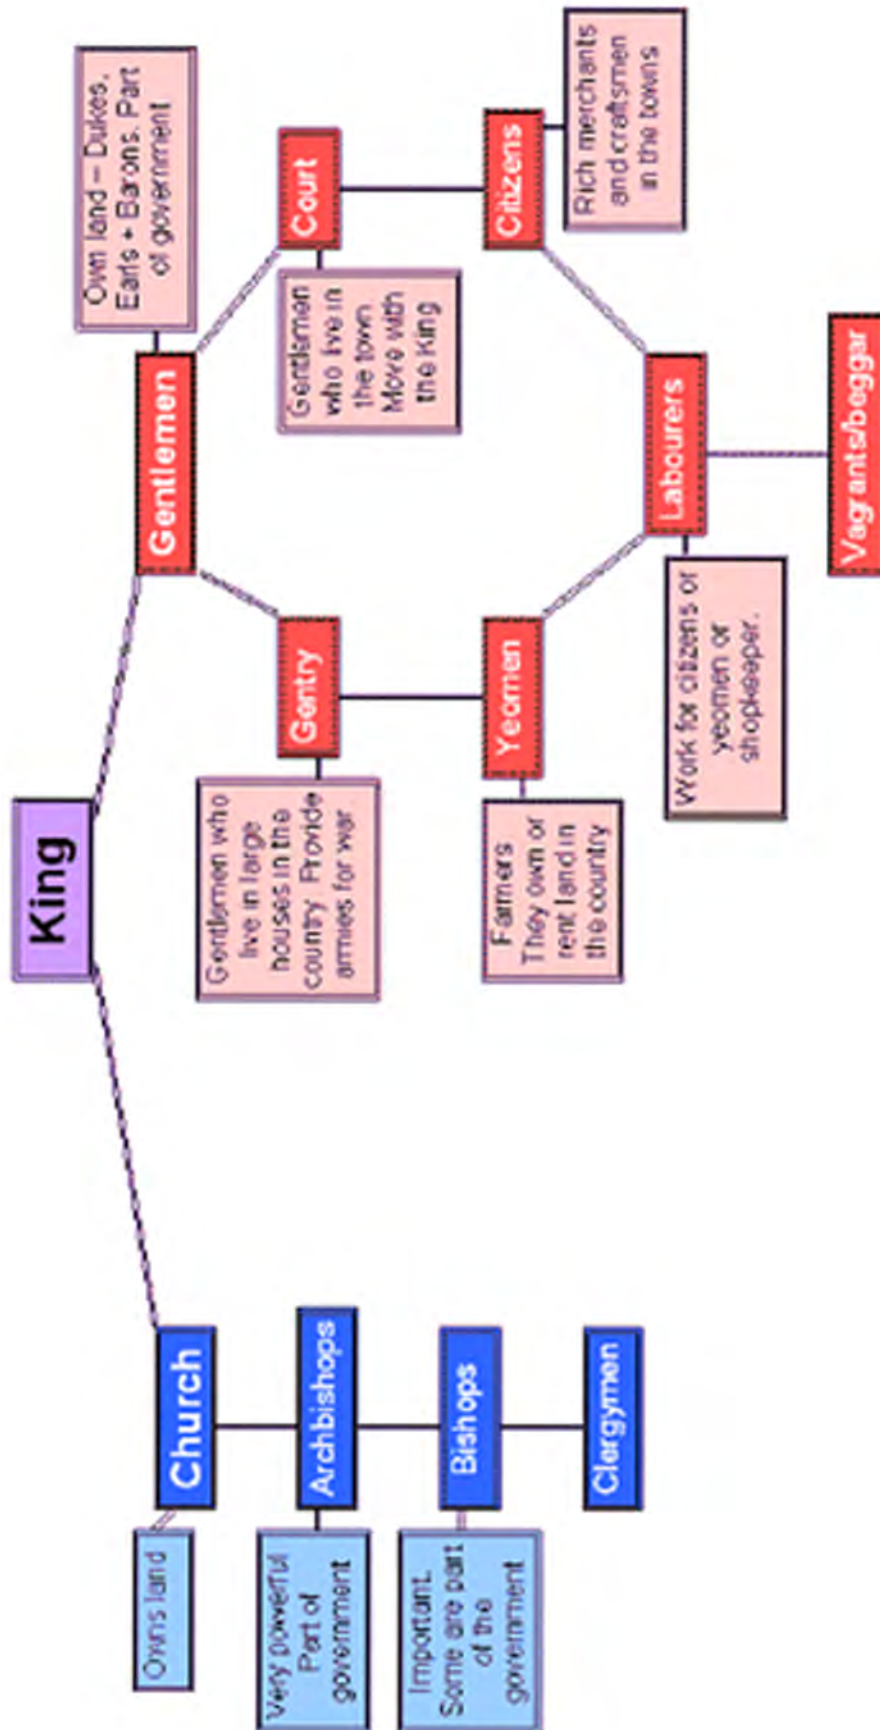 King
Church
Owns land
Archbishops
Very powerful
Part of
government
Bishops
Important.
Some are part
of the
government
Clergymen
Gentlemen
Own land – Dukes,
Earls + Barons. Part
of government
Gentry
Gentlemen who
live in large
houses in the
country Provide
armies for war
Court
Gentlemen
who live in
the town
Move with
the King
Yeomen
Farmers
They own or
rent land in
the country
Citizens
Rich merchants
and craftsmen
in the towns
Labourers
Work for citizens or
yeomen or
shopkeeper.
Vagrants/beggar